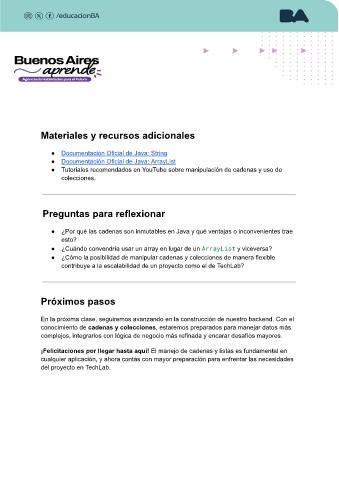 /educacionBA
BA
Buenos Aires
aprende
Agencia de Habilidades para el Futuro
Materiales y recursos adicionales
● Documentación Oficial de Java: String
● Documentación Oficial de Java: ArrayList
● Tutoriales recomendados en YouTube sobre manipulación de cadenas y uso de
colecciones.
Preguntas para reflexionar
● ¿Por qué las cadenas son inmutables en Java y qué ventajas o inconvenientes trae
esto?
● ¿Cuándo convendría usar un array en lugar de un ArrayList y viceversa?
● ¿Cómo la posibilidad de manipular cadenas y colecciones de manera flexible
contribuye a la escalabilidad de un proyecto como el de TechLab?
Próximos pasos
En la próxima clase, seguiremos avanzando en la construcción de nuestro backend. Con el
conocimiento de cadenas y colecciones, estaremos preparados para manejar datos más
complejos, integrarlos con lógica de negocio más refinada y encarar desafíos mayores.
¡Felicitaciones por llegar hasta aquí! El manejo de cadenas y listas es fundamental en
cualquier aplicación, y ahora contás con mayor preparación para enfrentar las necesidades
del proyecto en TechLab.